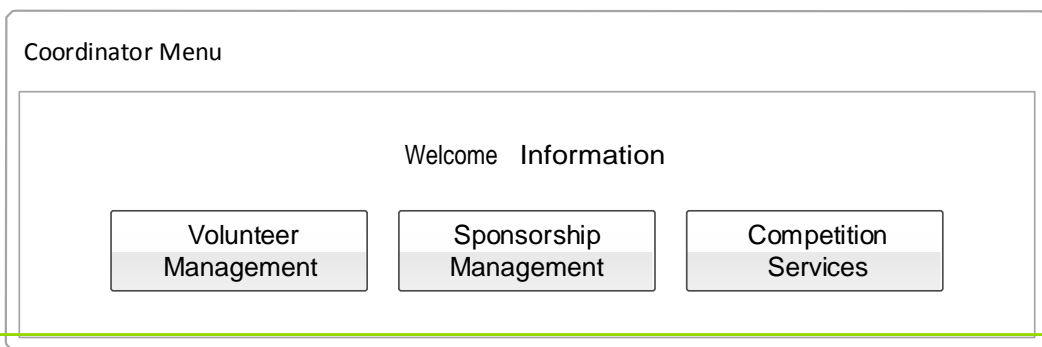 Coordinator Menu
Welcome Information
Volunteer Management
Sponsorship Management
Competition Services